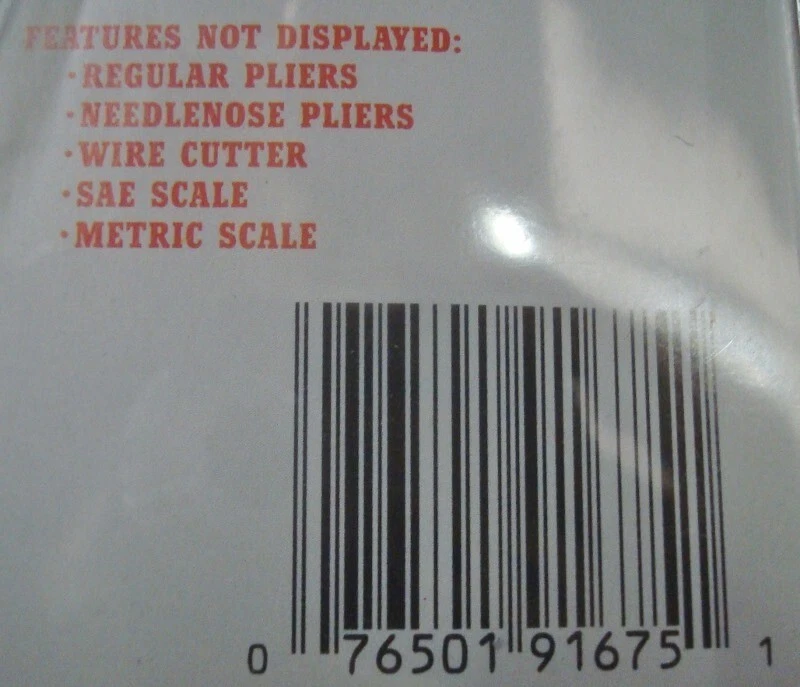 FEATURES NOT DISPLAYED:
·REGULAR PLIERS
·NEEDLENOSE PLIERS
·WIRE CUTTER
·SAE SCALE
·METRIC SCALE
0 76501 91675 1